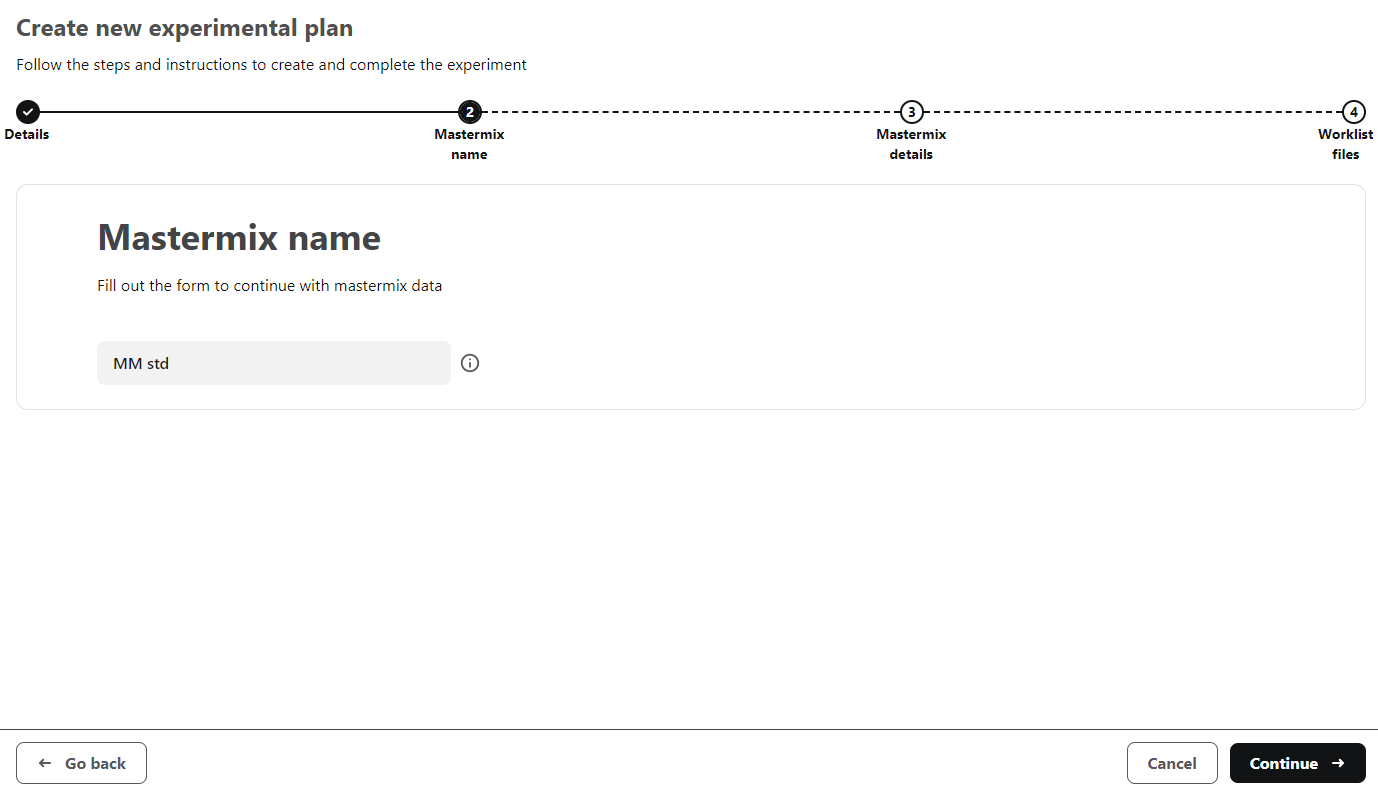 Create new experimental plan
Follow the steps and instructions to create and complete the experiment
2
3
4
Details
Mastermix
name
Mastermix
details
Worklist
files
Mastermix name
Fill out the form to continue with mastermix data
MM std
Go back
Cancel
Continue